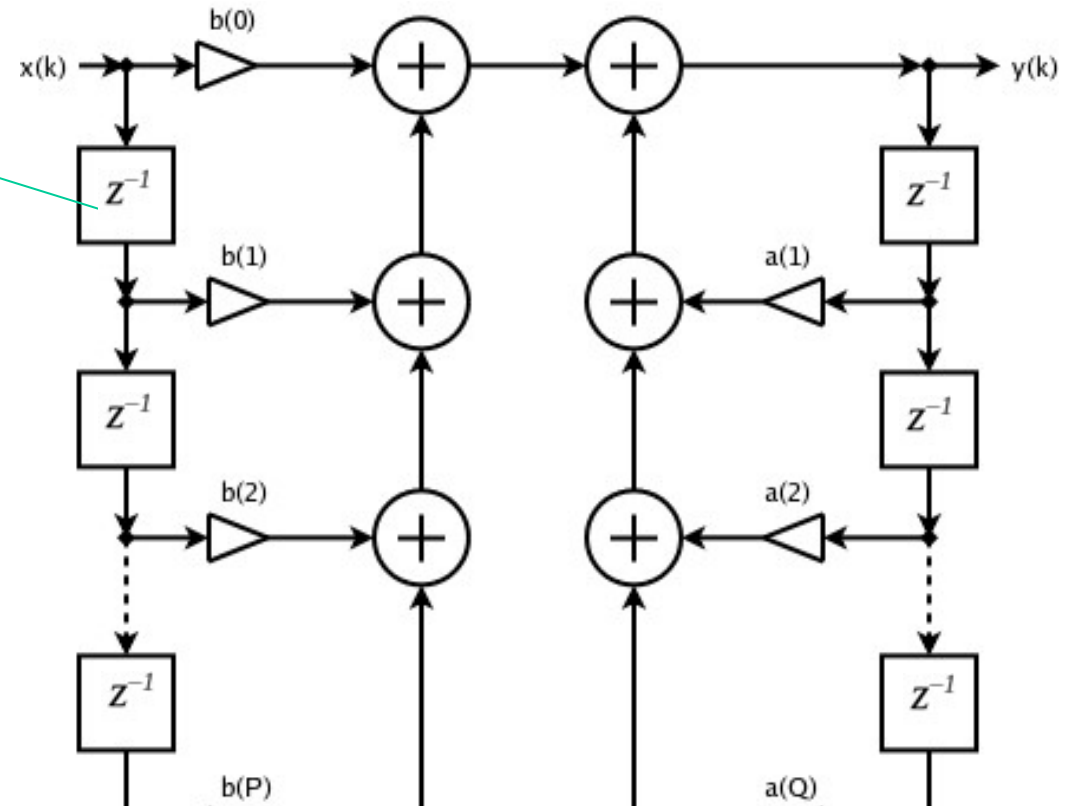 b(0)
x(k)
y(k)
z⁻¹
z⁻¹
b(1)
a(1)
z⁻¹
z⁻¹
b(2)
a(2)
z⁻¹
z⁻¹
b(P)
a(Q)